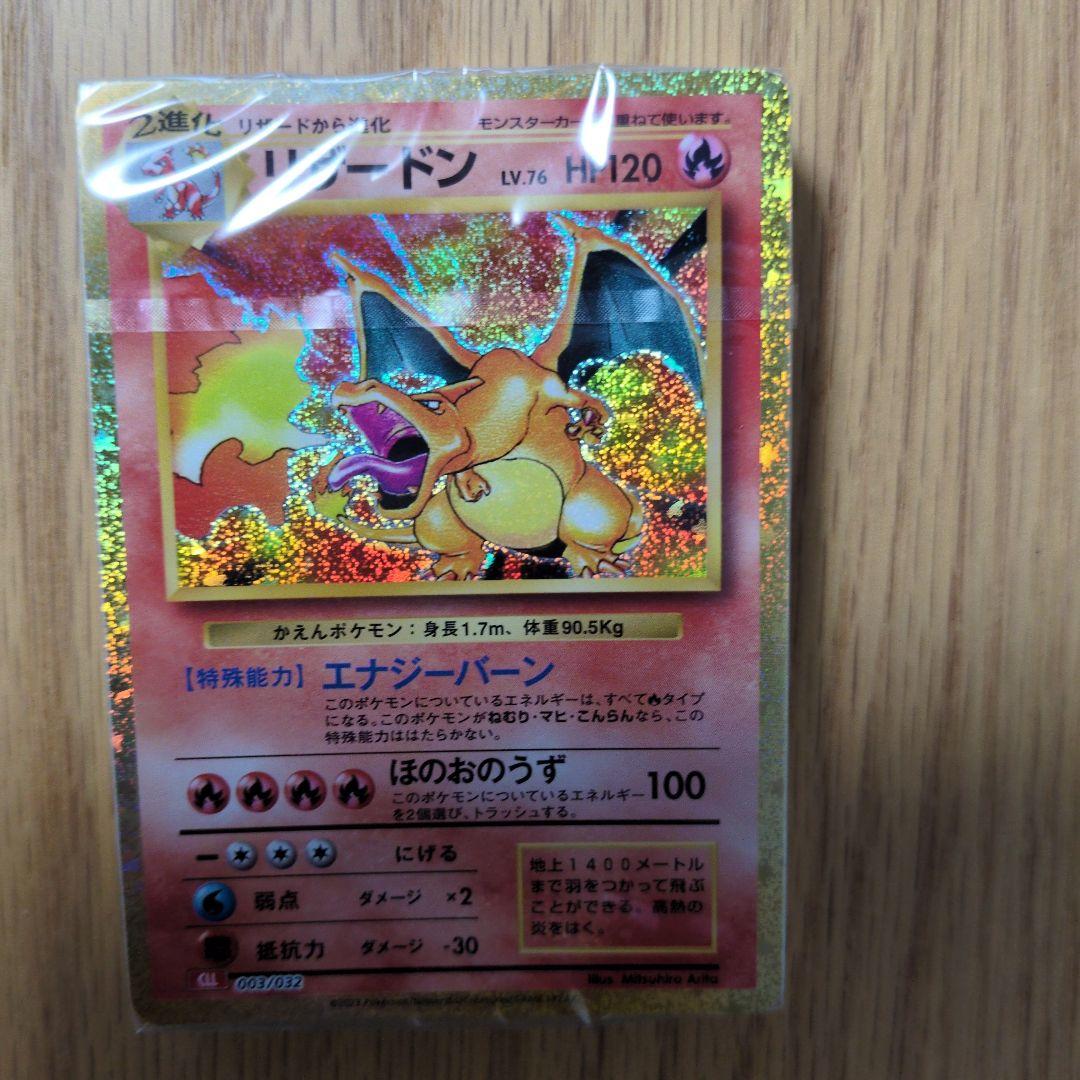 2進化 リザードから進化 モンスターカー 重ねて使います。
リザードン LV.76 HP120
かえんポケモン：身長1.7m、体重90.5Kg
【特殊能力】エナジーバーン
このポケモンについているエネルギーは、すべてタイプ
になる。このポケモンがねむり・マヒ・こんらんなら、この
特殊能力ははたらかない。
ほのおのうず 100
このポケモンについているエネルギー
を2個選び、トラッシュする。
にげる
弱点 ダメージ ×2
抵抗力 ダメージ -30
地上1400メートル
まで羽をつかって飛ぶ
ことができる。高熱の
炎をはく。
CLL 003/032
Illus. Mitsuhiro Arita